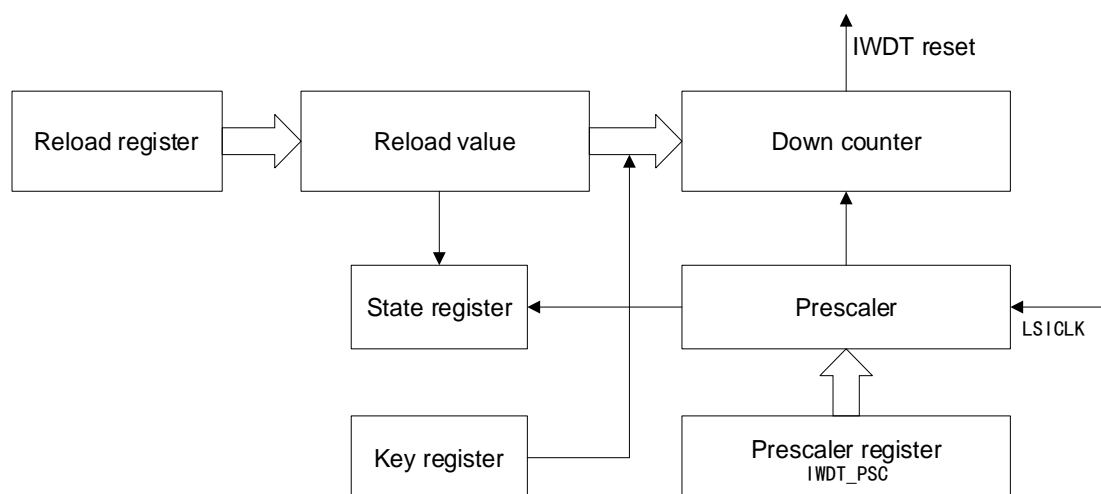 IWDT reset
Reload register
Reload value
Down counter
State register
Prescaler
LSICLK
Key register
Prescaler register
IWDT_PSC